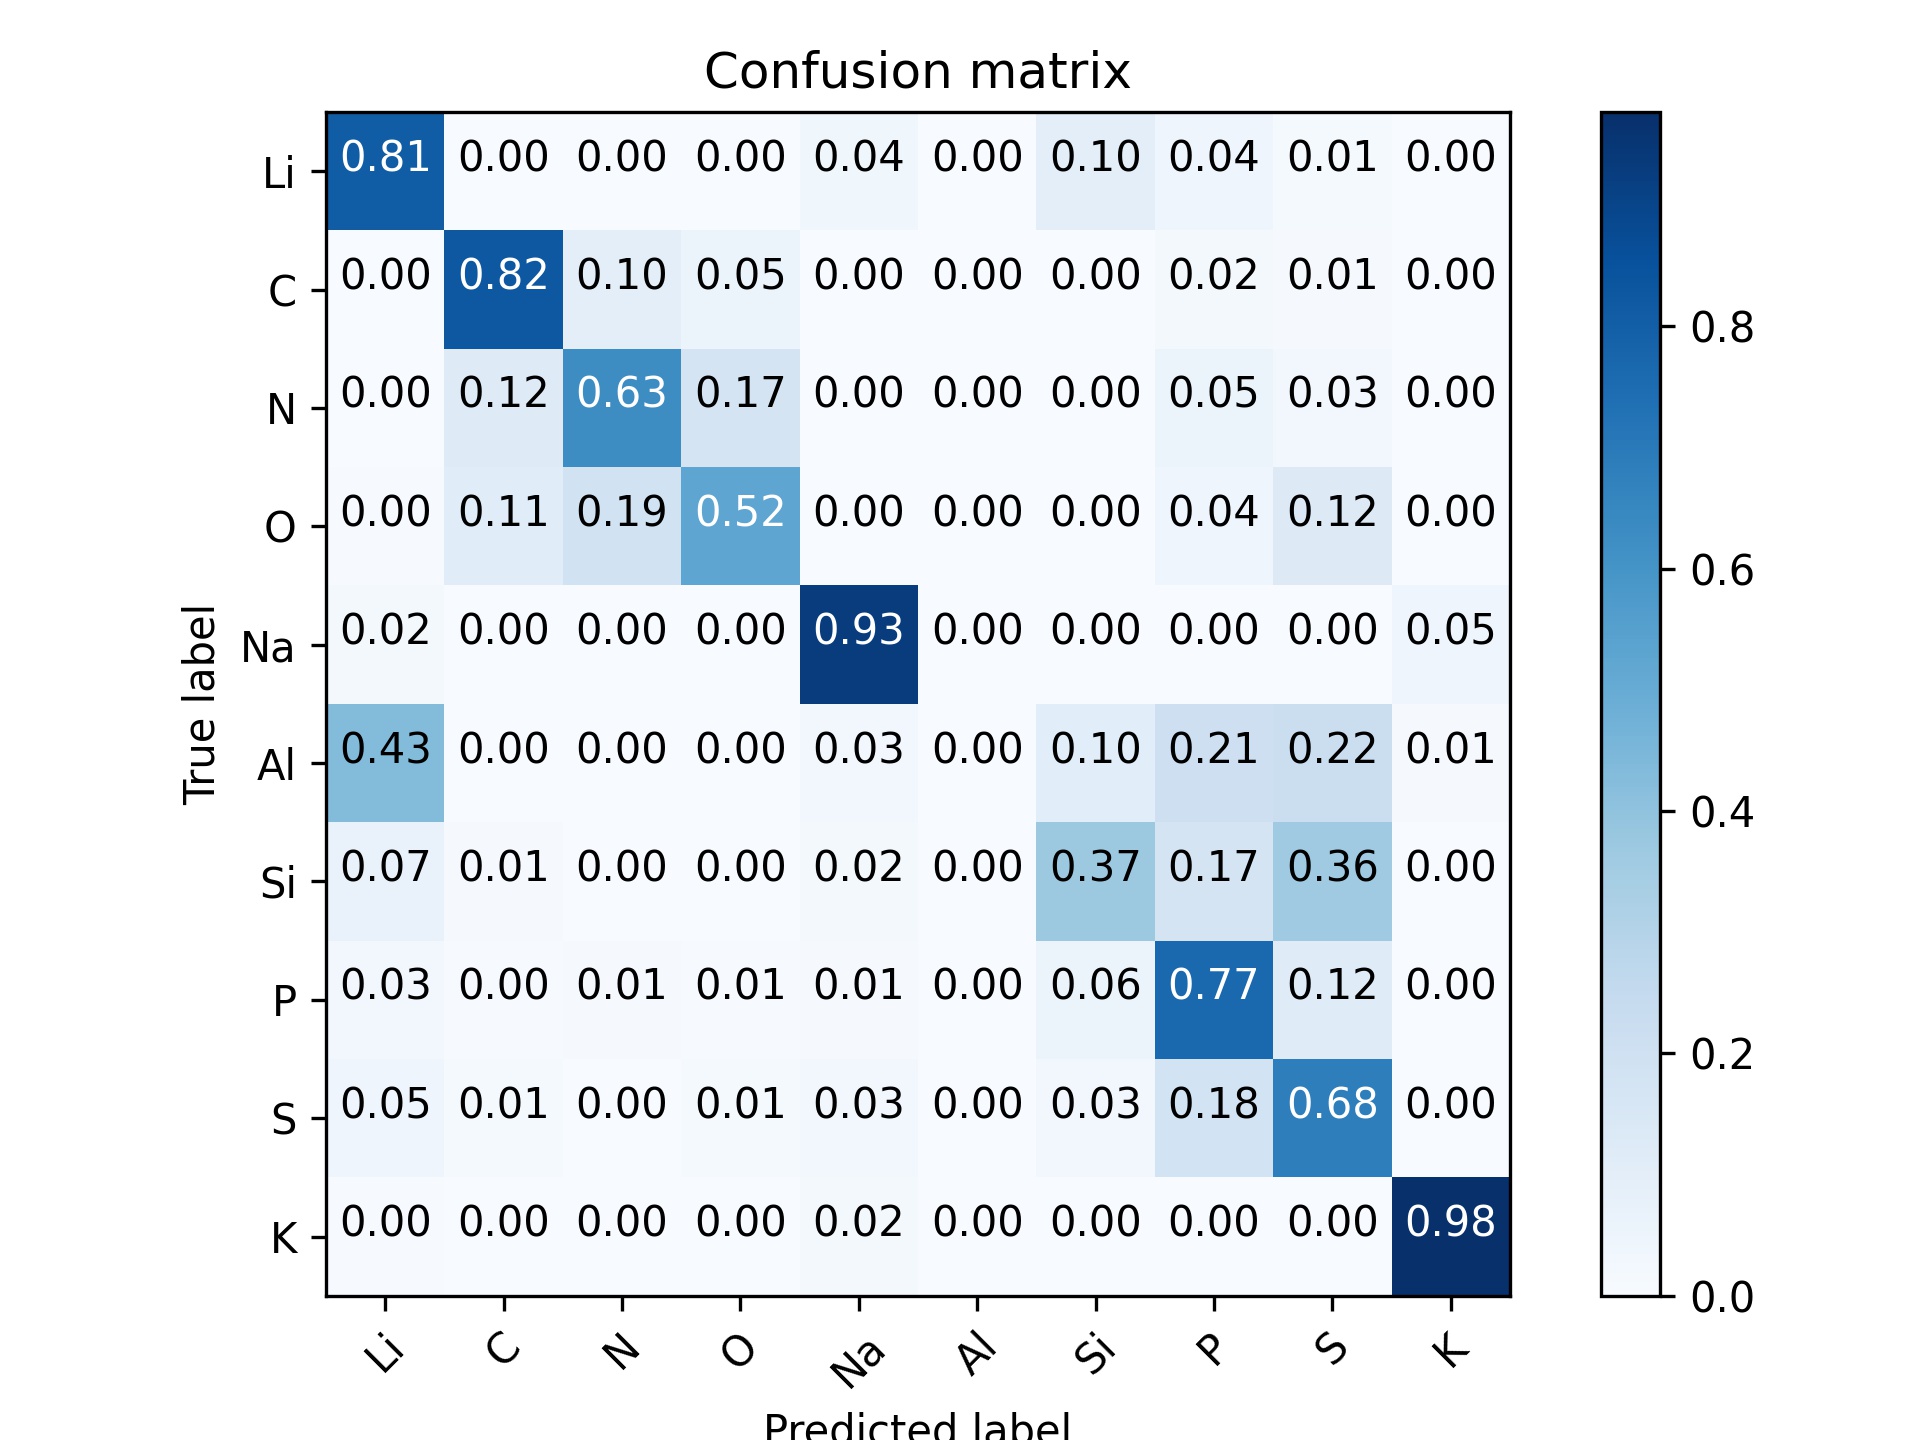 Confusion matrix
Li 0.81 0.00 0.00 0.00 0.04 0.00 0.10 0.04 0.01 0.00
C 0.00 0.82 0.10 0.05 0.00 0.00 0.00 0.02 0.01 0.00
N 0.00 0.12 0.63 0.17 0.00 0.00 0.00 0.05 0.03 0.00
O 0.00 0.11 0.19 0.52 0.00 0.00 0.00 0.04 0.12 0.00
Na 0.02 0.00 0.00 0.00 0.93 0.00 0.00 0.00 0.00 0.05
Al 0.43 0.00 0.00 0.00 0.03 0.00 0.10 0.21 0.22 0.01
Si 0.07 0.01 0.00 0.00 0.02 0.00 0.37 0.17 0.36 0.00
P 0.03 0.00 0.01 0.01 0.01 0.00 0.06 0.77 0.12 0.00
S 0.05 0.01 0.00 0.01 0.03 0.00 0.03 0.18 0.68 0.00
K 0.00 0.00 0.00 0.00 0.02 0.00 0.00 0.00 0.00 0.98
True label
Li C N O Na Al Si P S K
Predicted label
0.8
0.6
0.4
0.2
0.0